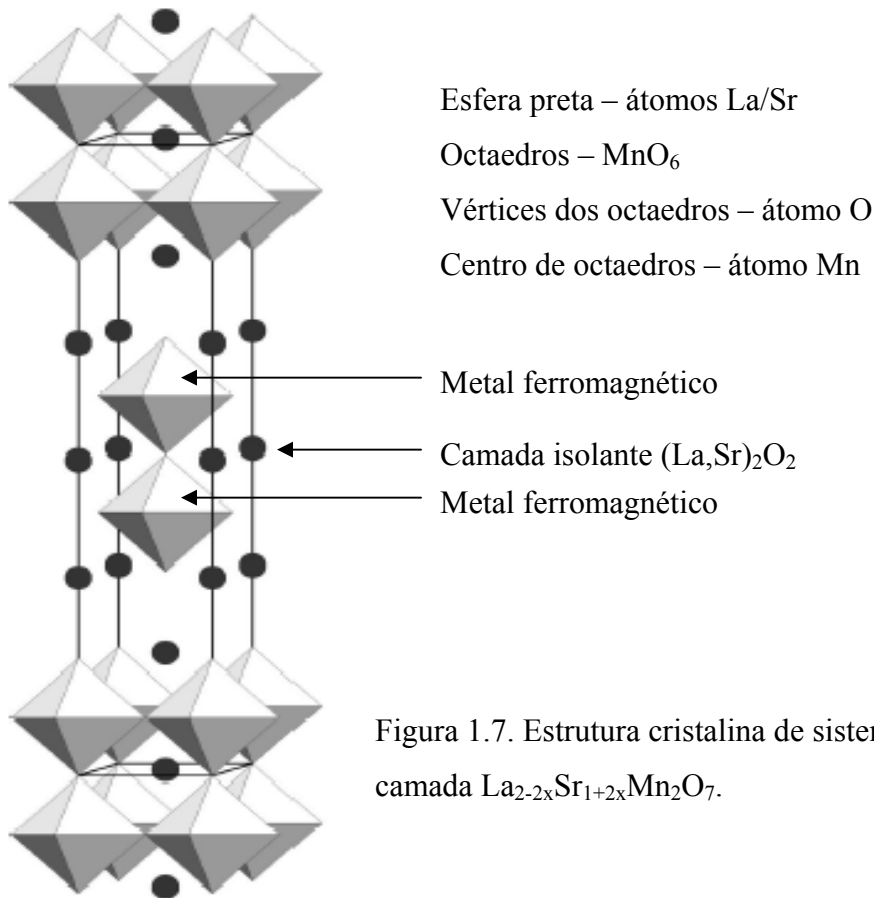 Esfera preta – átomos La/Sr
Octaedros – MnO₆
Vértices dos octaedros – átomo O
Centro de octaedros – átomo Mn
Metal ferromagnético
Camada isolante (La,Sr)₂O₂
Metal ferromagnético
Figura 1.7. Estrutura cristalina de
camada La₂₋₂ₓSr₁₊₂ₓMn₂O₇.